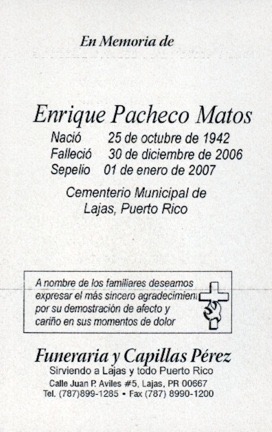 En Memoria de
Enrique Pacheco Matos
Nació 25 de octubre de 1942
Falleció 30 de diciembre de 2006
Sepelio 01 de enero de 2007
Cementerio Municipal de
Lajas, Puerto Rico
A nombre de los familiares deseamos
expresar el más sincero agradecimien
por su demostración de afecto y
cariño en sus momentos de dolor
Funeraria y Capillas Pérez
Sirviendo a Lajas y todo Puerto Rico
Calle Juan P. Aviles #5, Lajas, PR 00667
Tel. (787)899-1285 • Fax (787) 8990-1200